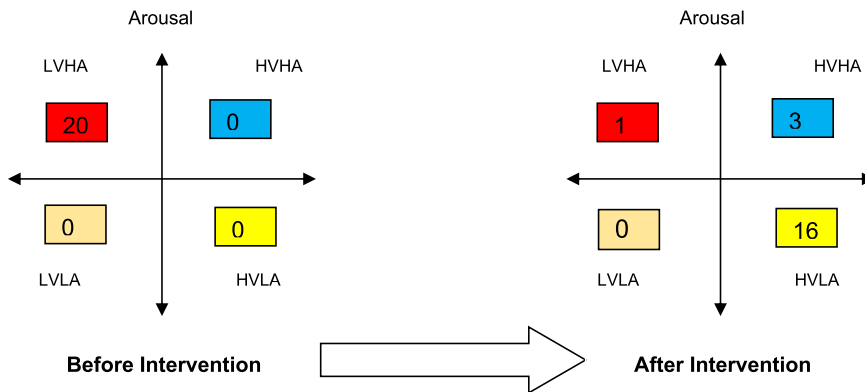 Arousal
LVHA
HVHA
20
0
0
0
LVLA
HVLA
Before Intervention
Arousal
LVHA
HVHA
1
3
0
16
LVLA
HVLA
After Intervention